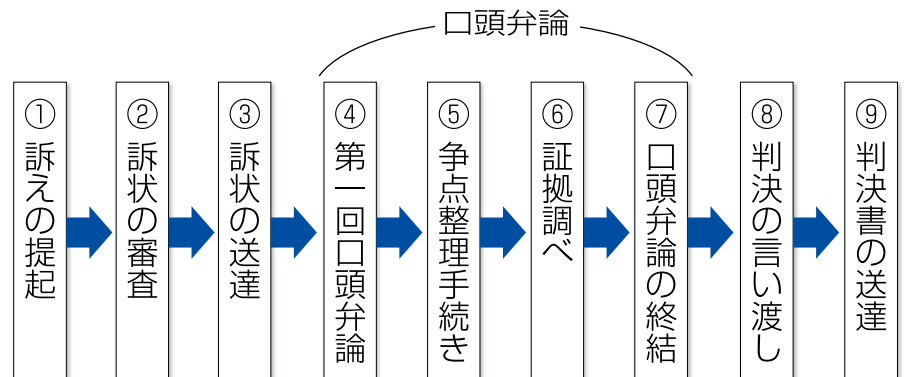 口頭弁論
①訴えの提起
②訴状の審査
③訴状の送達
④第一回口頭弁論
⑤争点整理手続き
⑥証拠調べ
⑦口頭弁論の終結
⑧判決の言い渡し
⑨判決書の送達